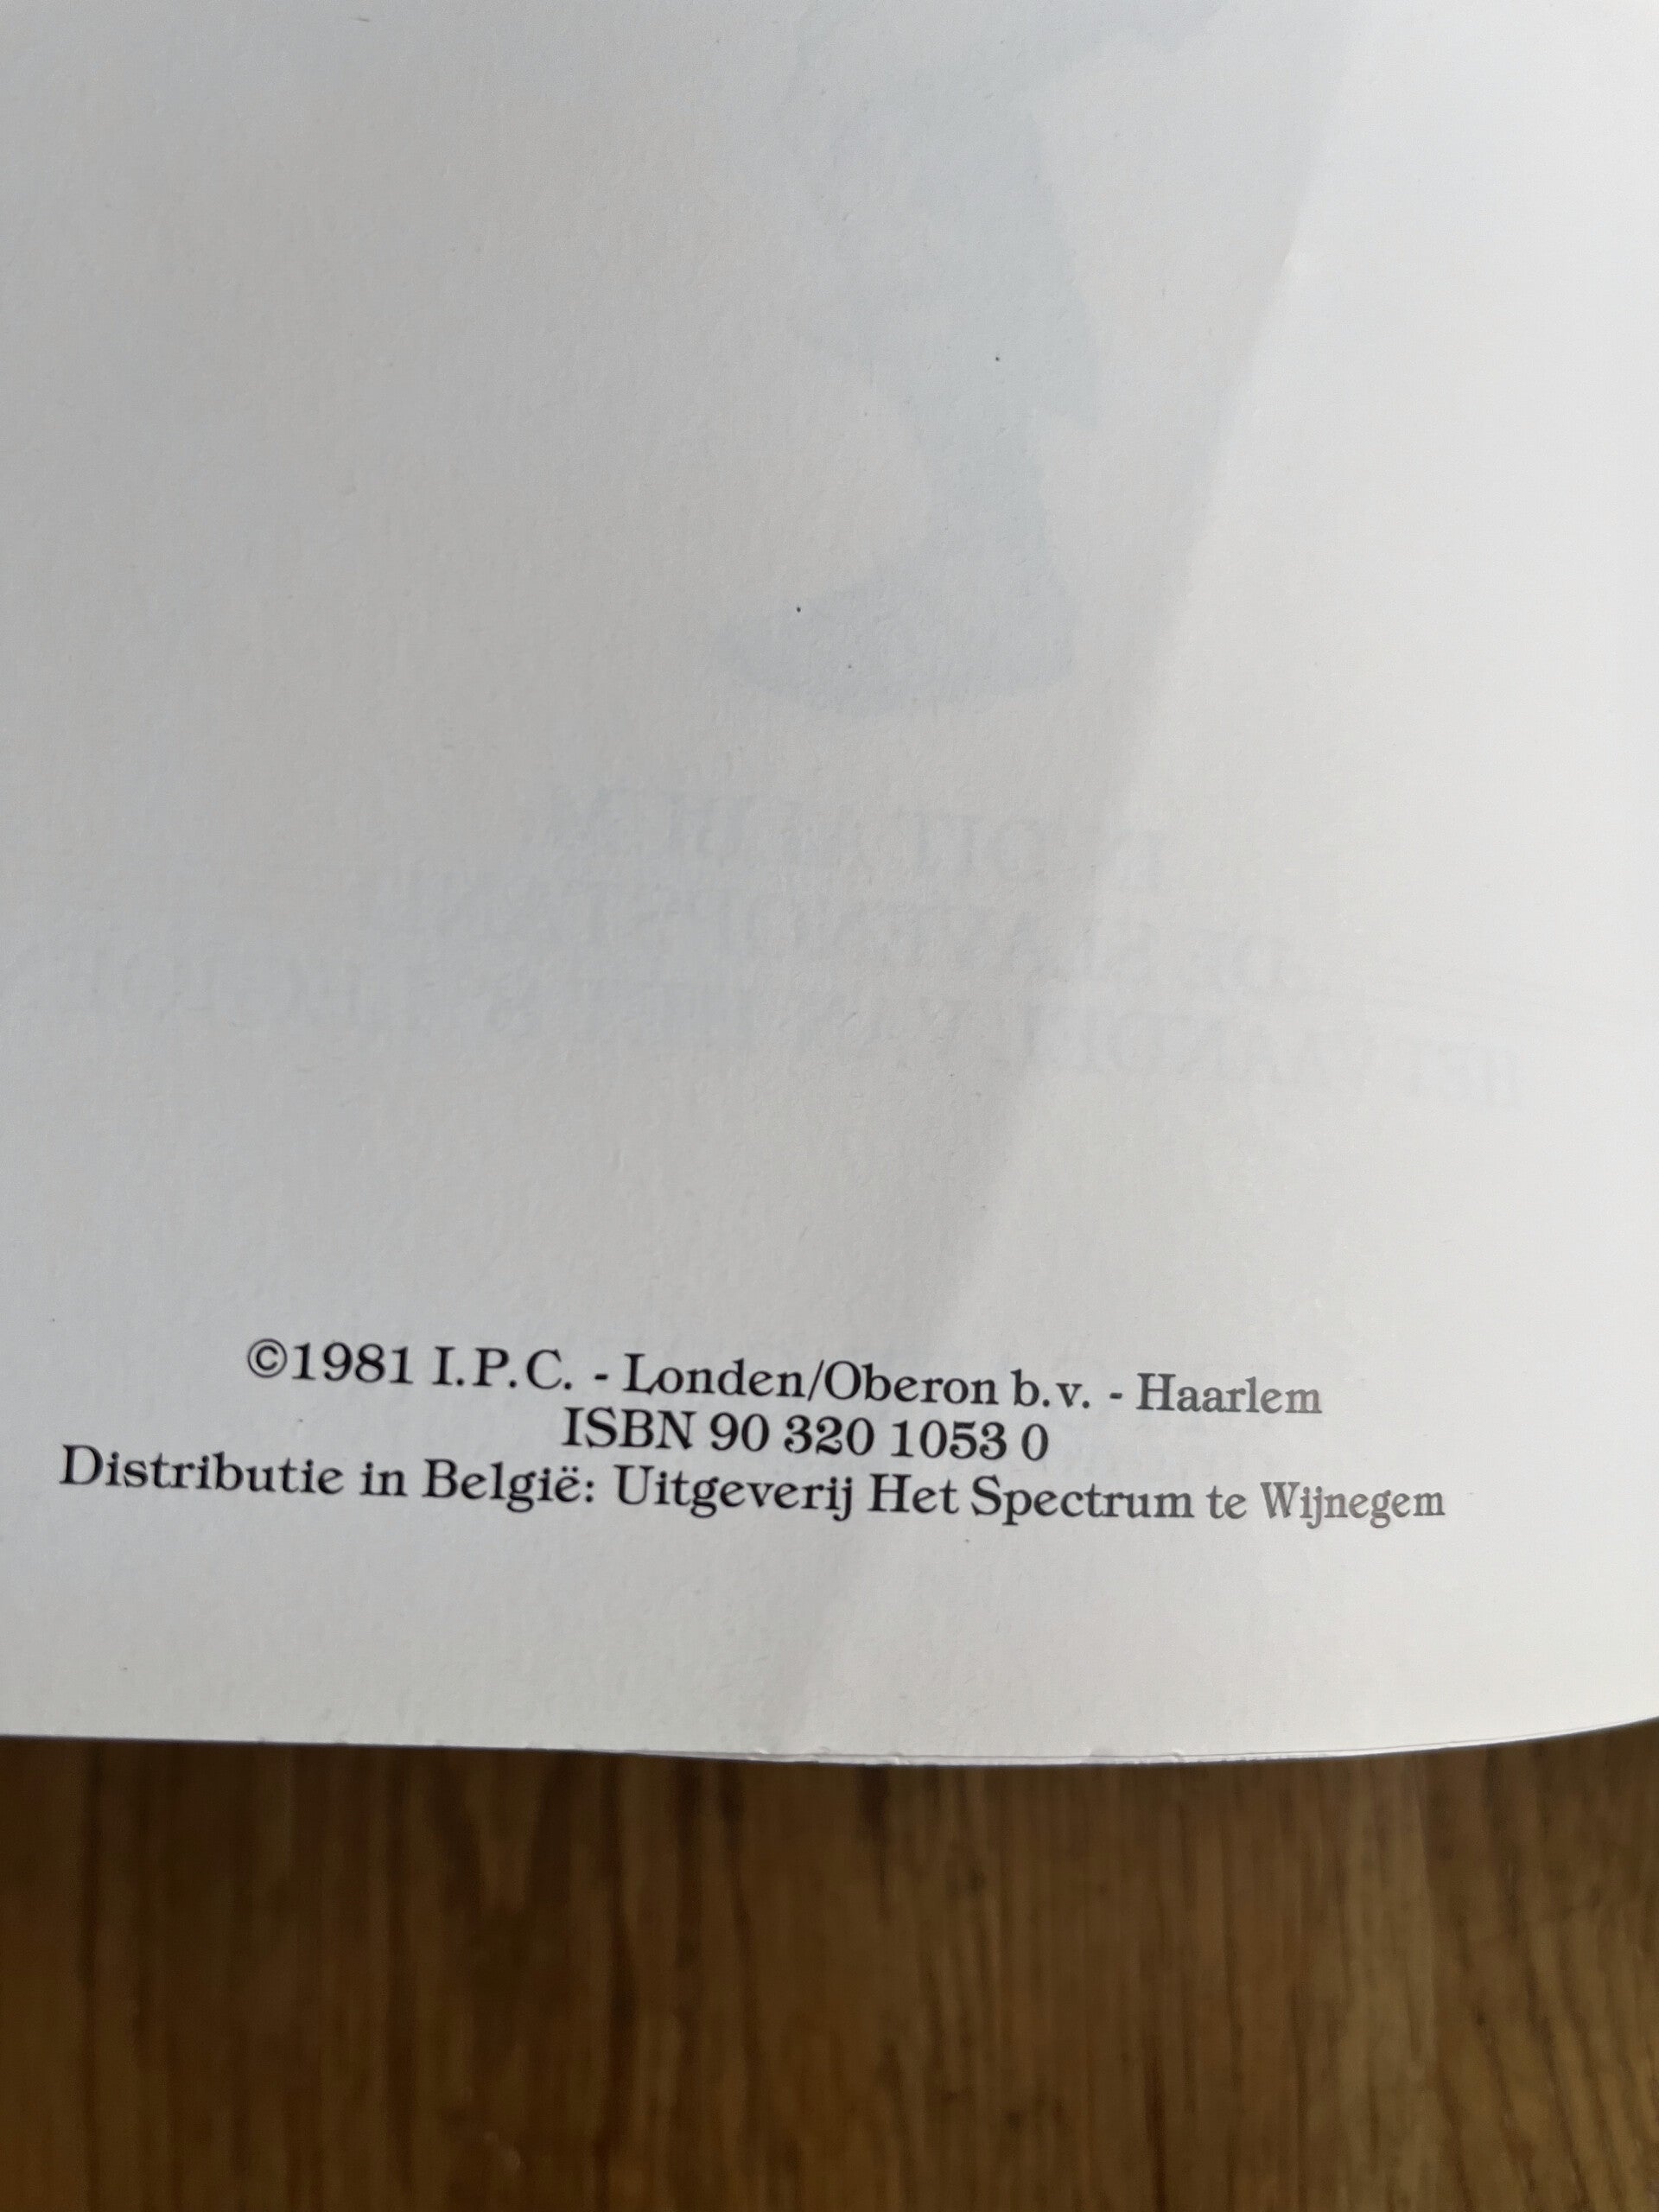 ©1981 I.P.C. - Londen/Oberon b.v. - Haarlem
ISBN 90 320 1053 0
Distributie in België: Uitgeverij Het Spectrum te Wijnegem